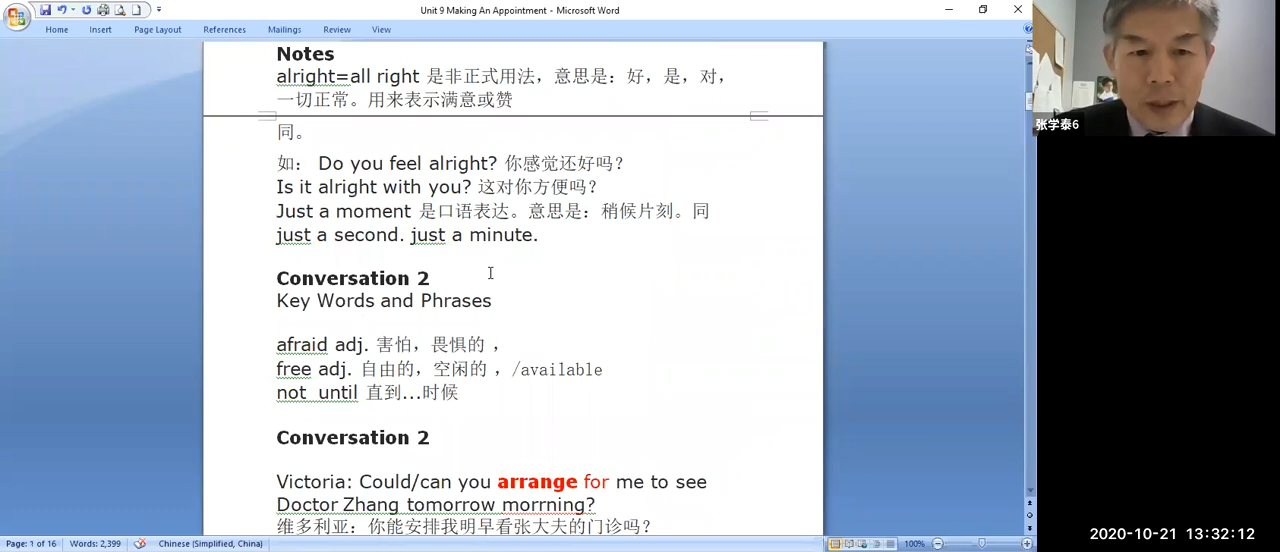 Unit 9 Making An Appointment - Microsoft Word
Home Insert Page Layout References Mailings Review View
Notes
alright=all right 是非正式用法，意思是：好，是，对，
一切正常。用来表示满意或赞
同。
如： Do you feel alright? 你感觉还好吗？
Is it alright with you? 这对你方便吗？
Just a moment 是口语表达。意思是：稍候片刻。同
just a second. just a minute.
Conversation 2
Key Words and Phrases
afraid adj. 害怕，畏惧的 ，
free adj. 自由的，空闲的 ，/available
not until 直到...时候
Conversation 2
Victoria: Could/can you arrange for me to see
Doctor Zhang tomorrow morrning?
维多利亚：你能安排我明早看张大夫的门诊吗？
张学泰6
Page: 1 of 16 Words: 2,399 Chinese (Simplified, China) 100%
2020-10-21 13:32:12